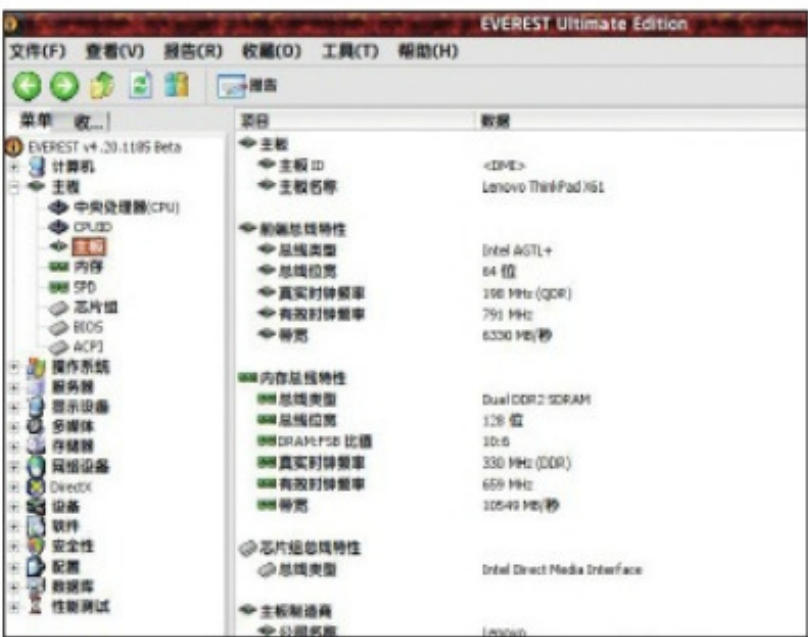 EVEREST Ultimate Edition
文件(F) 查看(V) 报告(R) 收藏(O) 工具(T) 帮助(H)
报告
菜单 收...
项目 数据
EVEREST v4.20.1185 Beta
计算机
主板
中央处理器(CPU)
CPUID
主板
内存
SPD
芯片组
BIOS
ACPI
操作系统
服务器
显示设备
多媒体
存储器
网络设备
DirectX
设备
软件
安全性
配置
数据库
性能测试
主板
主板 ID <DMI>
主板名称 Lenovo ThinkPad X61
前端总线特性
总线类型 Intel AGTL+
总线位宽 64 位
真实时钟频率 198 MHz (QDR)
有效时钟频率 791 MHz
带宽 6330 MB/秒
内存总线特性
总线类型 Dual DDR2 SDRAM
总线位宽 128 位
DRAM:FSB 比值 10:6
真实时钟频率 330 MHz (DDR)
有效时钟频率 659 MHz
带宽 10549 MB/秒
芯片组总线特性
总线类型 Intel Direct Media Interface
主板制造商
公司名称 Lenovo